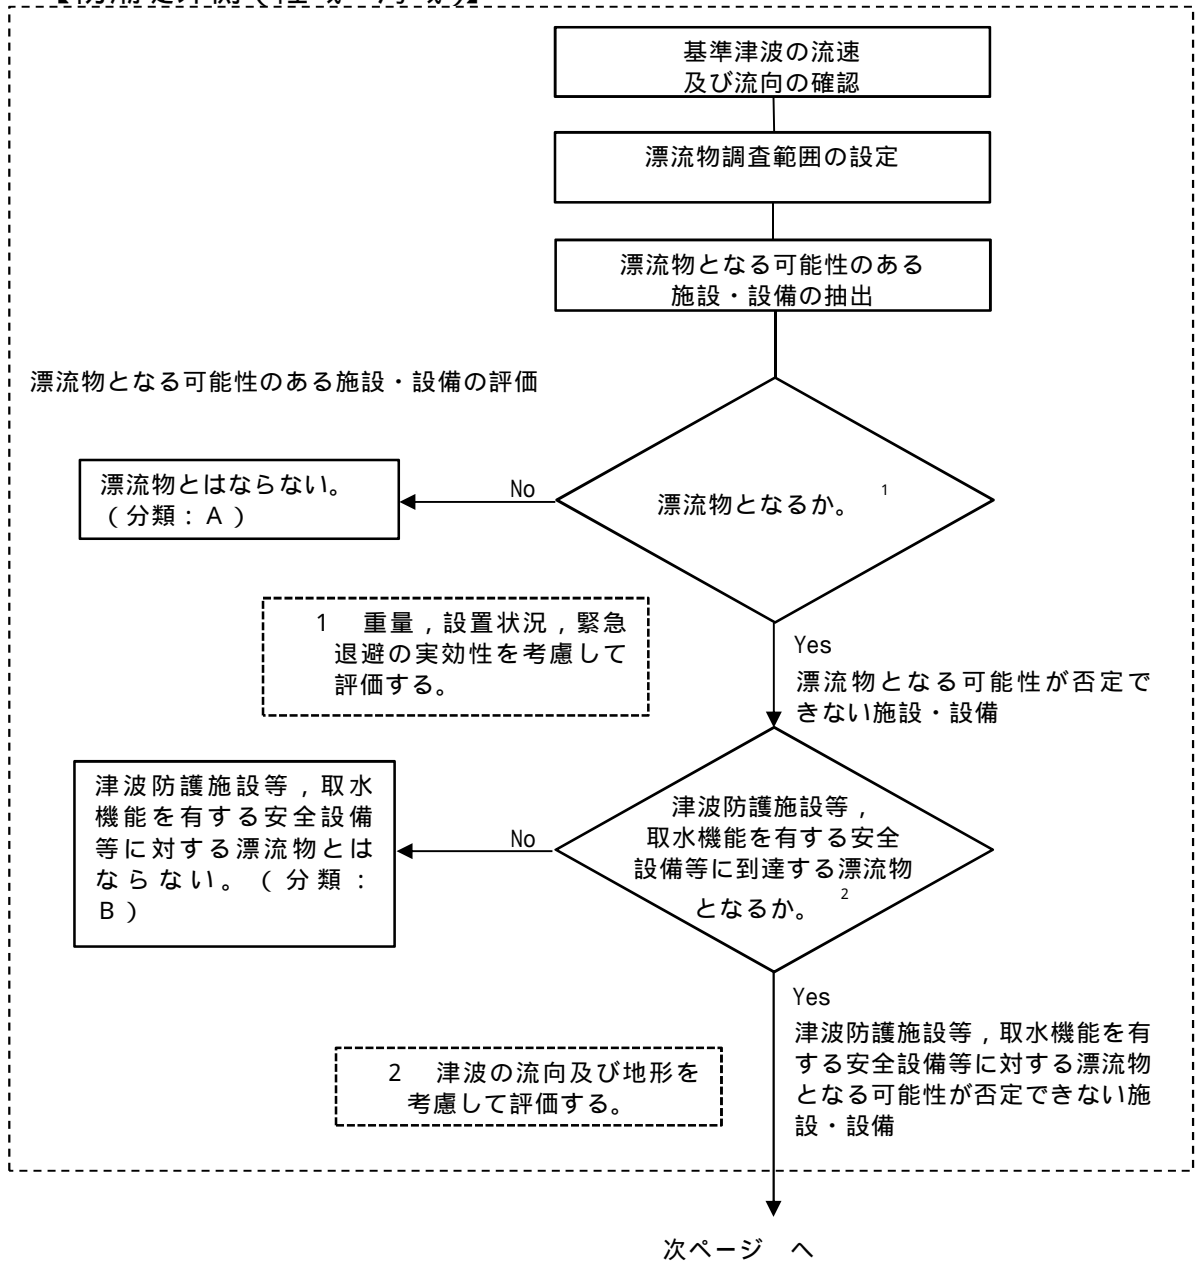 基準津波の流速
及び流向の確認
漂流物調査範囲の設定
漂流物となる可能性のある
施設・設備の抽出
漂流物となる可能性のある施設・設備の評価
漂流物となるか。 1
No
漂流物とはならない。
（分類：A）
1 重量，設置状況，緊急
退避の実効性を考慮して
評価する。
Yes
漂流物となる可能性が否定で
きない施設・設備
津波防護施設等，
取水機能を有する安全
設備等に到達する漂流物
となるか。 2
No
津波防護施設等，取水
機能を有する安全設備
等に対する漂流物とは
ならない。（分類：
B）
2 津波の流向及び地形を
考慮して評価する。
Yes
津波防護施設等，取水機能を有
する安全設備等に対する漂流物
となる可能性が否定できない施
設・設備
次ページ へ